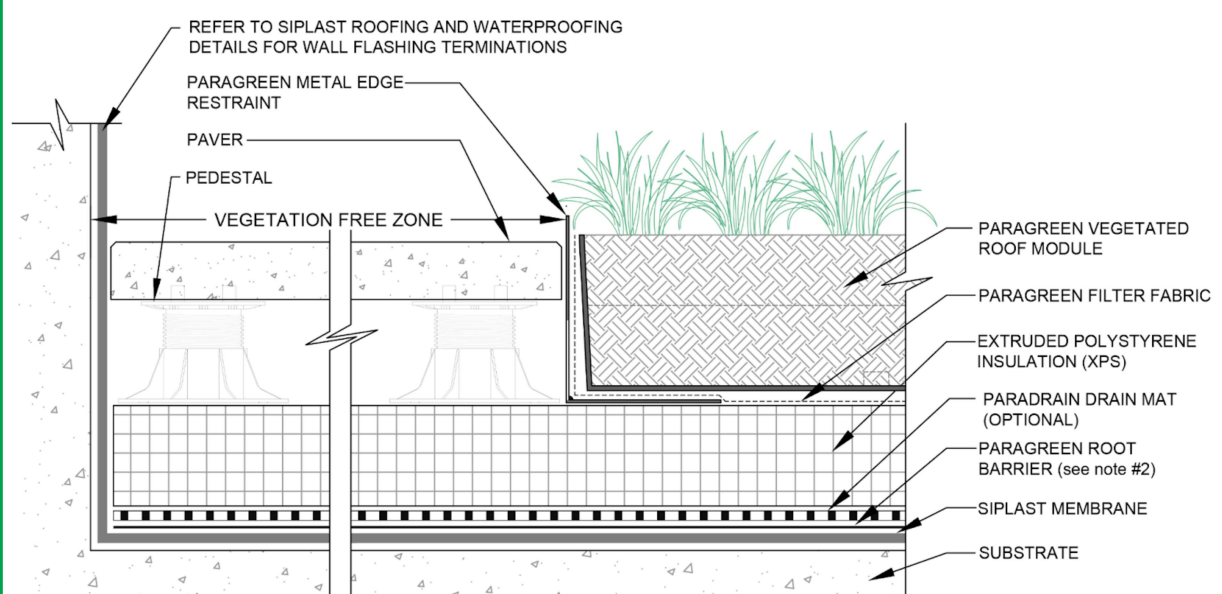 REFER TO SIPLAST ROOFING AND WATERPROOFING
DETAILS FOR WALL FLASHING TERMINATIONS
PARAGREEN METAL EDGE
RESTRAINT
PAVER
PEDESTAL
VEGETATION FREE ZONE
PARAGREEN VEGETATED
ROOF MODULE
PARAGREEN FILTER FABRIC
EXTRUDED POLYSTYRENE
INSULATION (XPS)
PARADRAIN DRAIN MAT
(OPTIONAL)
PARAGREEN ROOT
BARRIER (see note #2)
SIPLAST MEMBRANE
SUBSTRATE